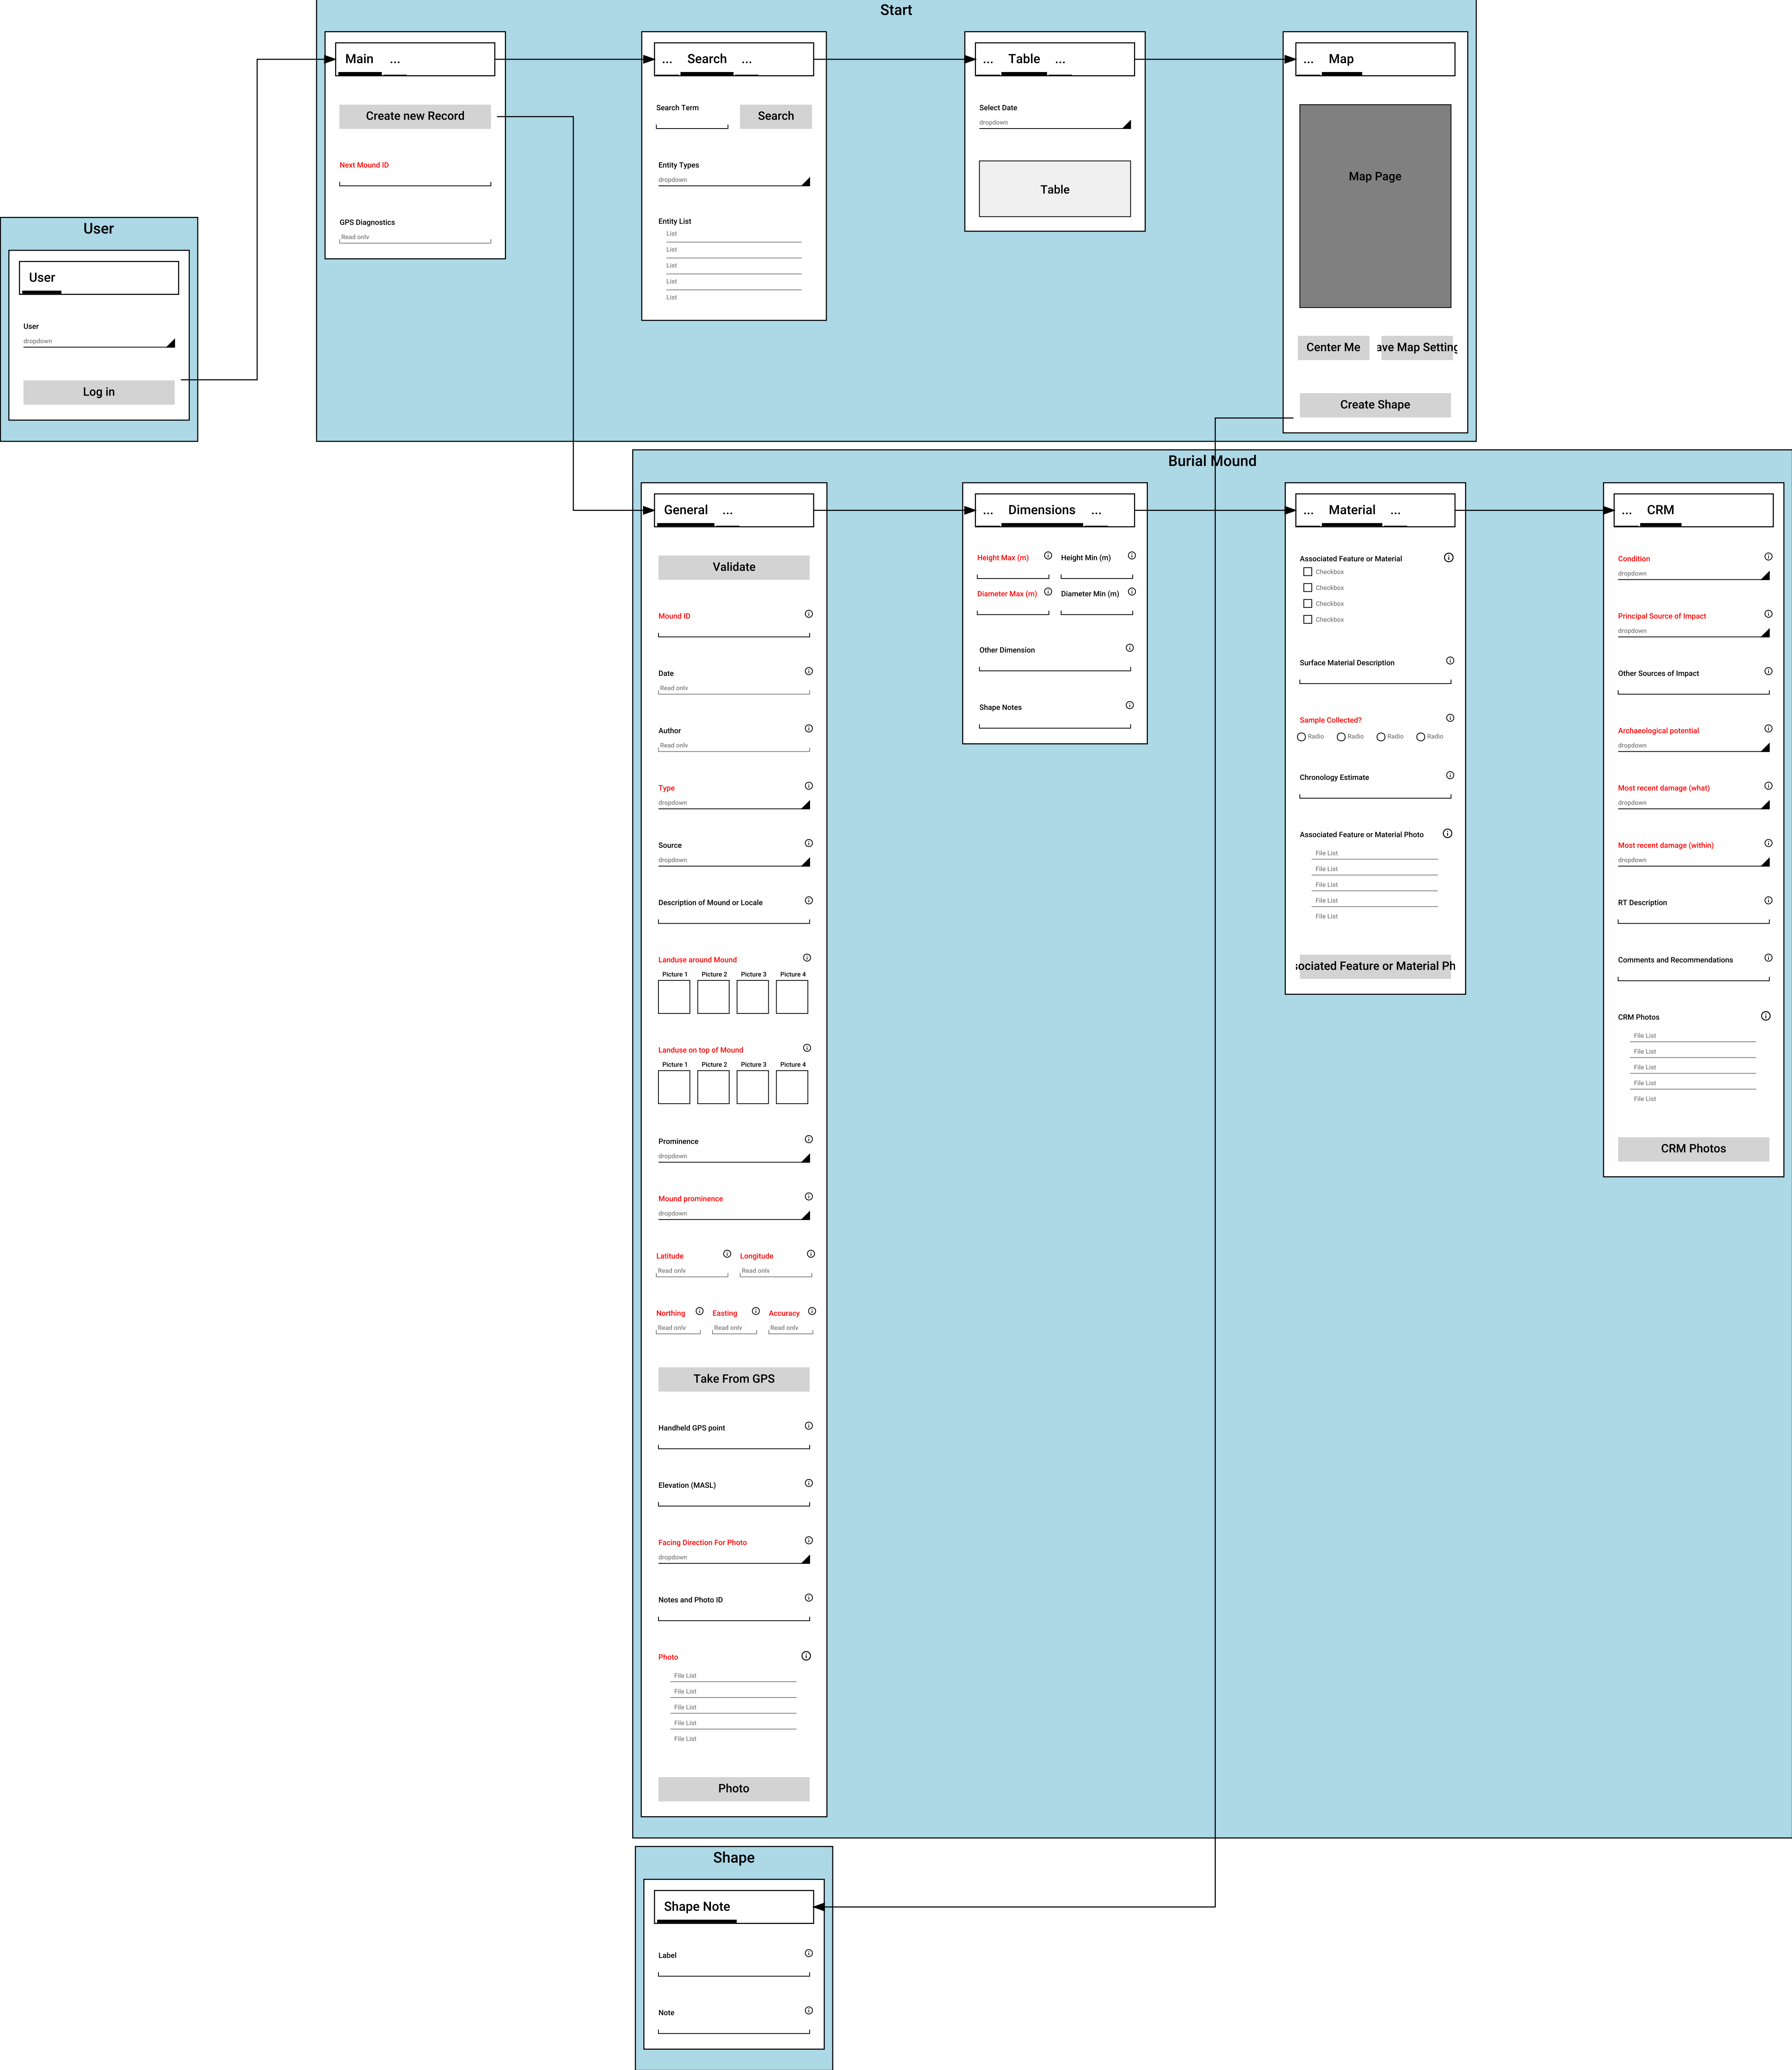 Start
Main ...
Create new Record
Next Mound ID
GPS Diagnostics
Read only
... Search ...
Search Term
Search
Entity Types
dropdown
Entity List
List
List
List
List
List
... Table ...
Select Date
dropdown
Table
... Map
Map Page
Center Me
ave Map Setting
Create Shape
User
User
User
dropdown
Log in
Burial Mound
General ...
Validate
Mound ID
Date
Read only
Author
Read only
Type
dropdown
Source
dropdown
Description of Mound or Locale
Landuse around Mound
Picture 1 Picture 2 Picture 3 Picture 4
Landuse on top of Mound
Picture 1 Picture 2 Picture 3 Picture 4
Prominence
dropdown
Mound prominence
dropdown
Latitude Longitude
Read only Read only
Northing Easting Accuracy
Read only Read only Read only
Take From GPS
Handheld GPS point
Elevation (MASL)
Facing Direction For Photo
dropdown
Notes and Photo ID
Photo
File List
File List
File List
File List
File List
Photo
... Dimensions ...
Height Max (m) Height Min (m)
Diameter Max (m) Diameter Min (m)
Other Dimension
Shape Notes
... Material ...
Associated Feature or Material
Checkbox
Checkbox
Checkbox
Checkbox
Surface Material Description
Sample Collected?
Radio Radio Radio Radio
Chronology Estimate
Associated Feature or Material Photo
File List
File List
File List
File List
File List
sociated Feature or Material Ph
... CRM
Condition
dropdown
Principal Source of Impact
dropdown
Other Sources of Impact
Archaeological potential
dropdown
Most recent damage (what)
dropdown
Most recent damage (within)
dropdown
RT Description
Comments and Recommendations
CRM Photos
File List
File List
File List
File List
File List
CRM Photos
Shape
Shape Note
Label
Note